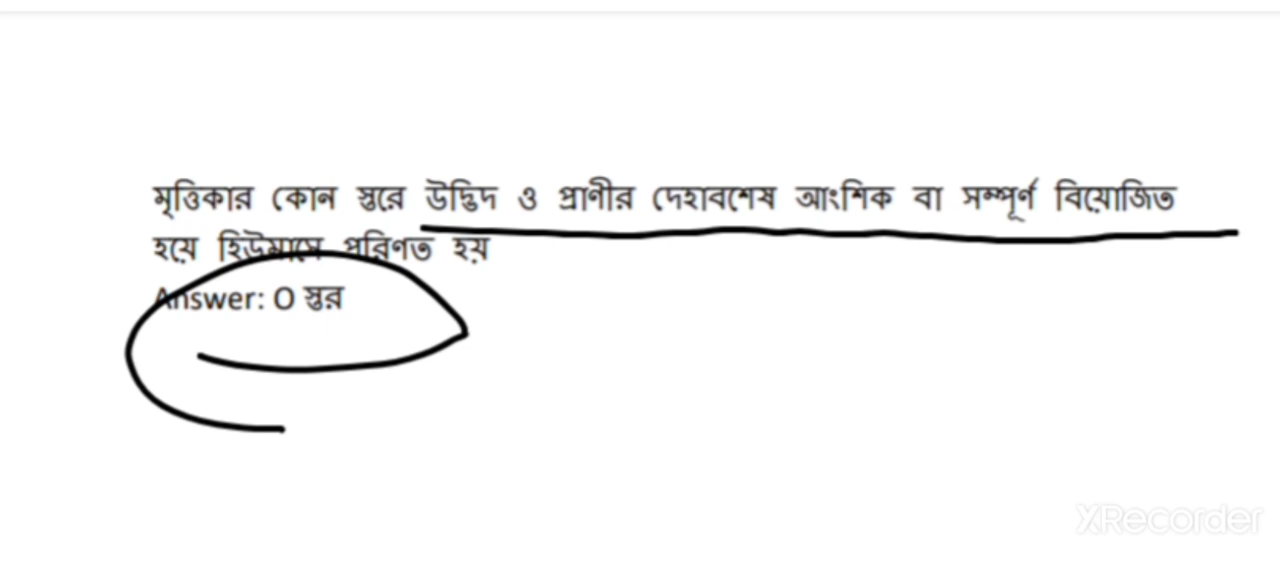 মৃত্তিকার কোন স্তরে উদ্ভিদ ও প্রাণীর দেহাবশেষ আংশিক বা সম্পূর্ণ বিয়োজিত
হয়ে হিউমাসে পরিণত হয়
Answer: O স্তর
XRecorder